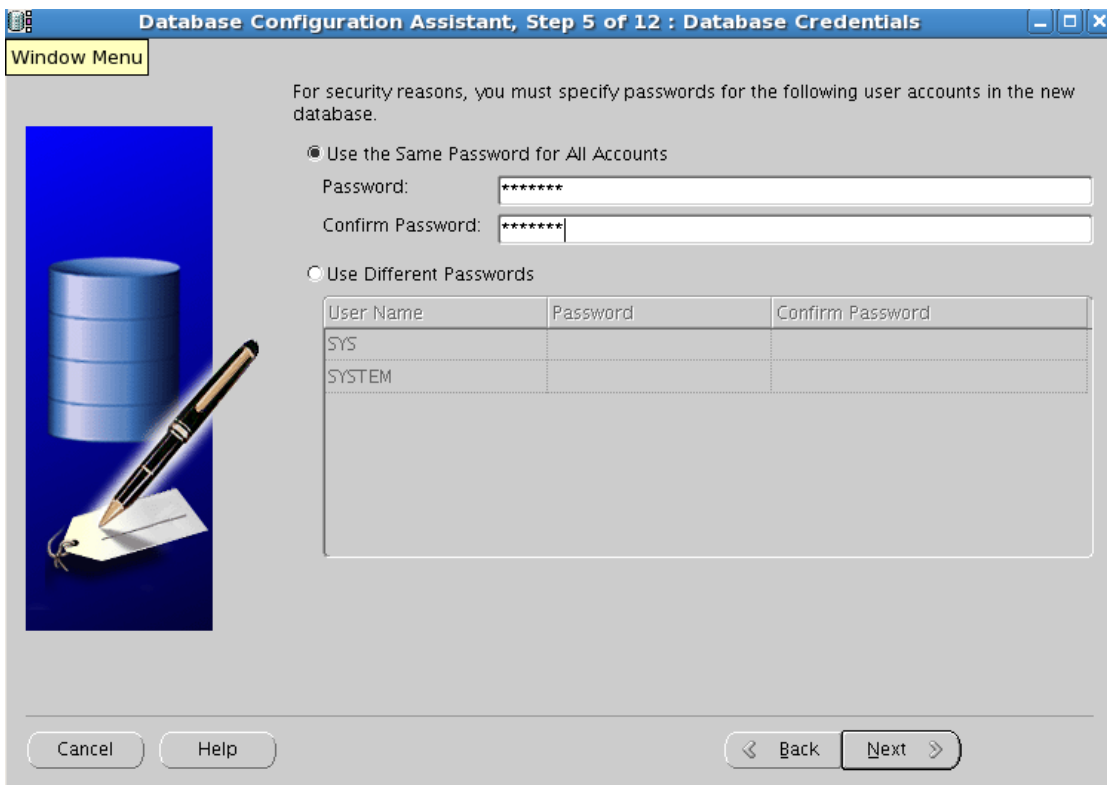 Database Configuration Assistant, Step 5 of 12 : Database Credentials
Window Menu
For security reasons, you must specify passwords for the following user accounts in the new
database.
Use the Same Password for All Accounts
Password: *******
Confirm Password: *******
Use Different Passwords
User Name Password Confirm Password
SYS
SYSTEM
Cancel Help Back Next